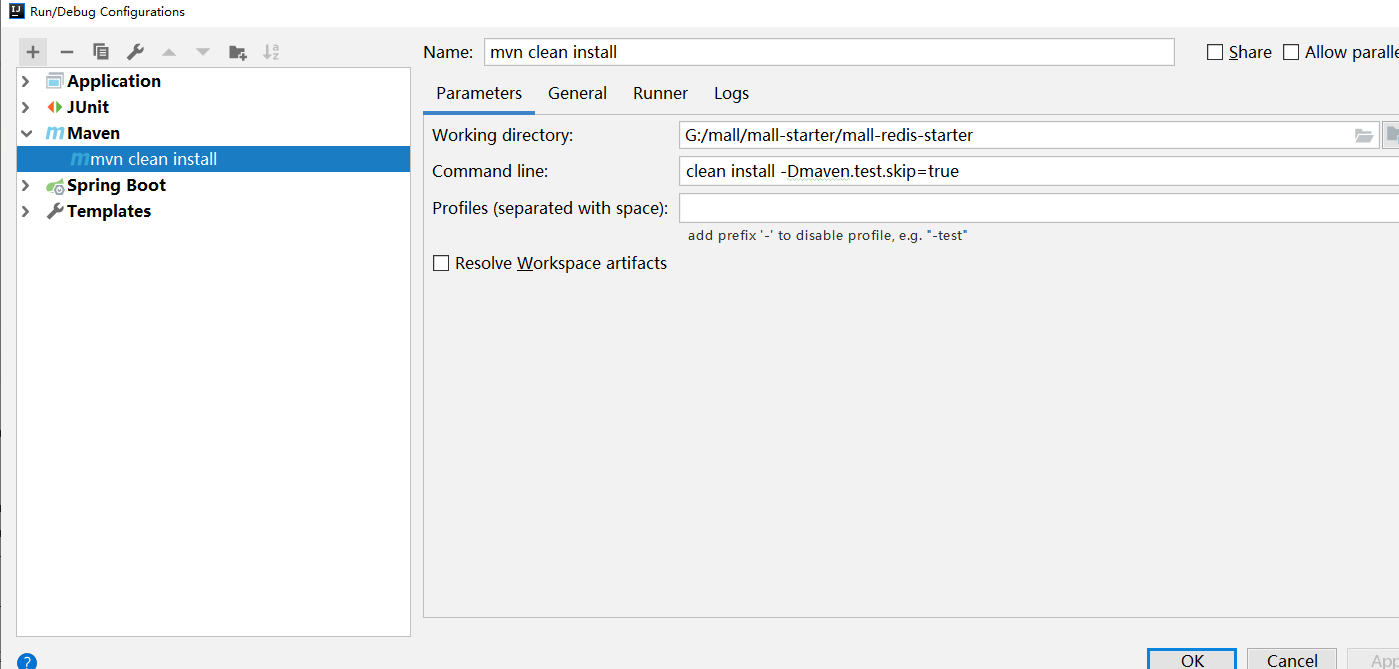 Run/Debug Configurations
Name: mvn clean install Share Allow paralle
Application
JUnit
Maven
mvn clean install
Spring Boot
Templates
Parameters General Runner Logs
Working directory: G:/mall/mall-starter/mall-redis-starter
Command line: clean install -Dmaven.test.skip=true
Profiles (separated with space):
add prefix '-' to disable profile, e.g. "-test"
Resolve Workspace artifacts
?
OK Cancel App